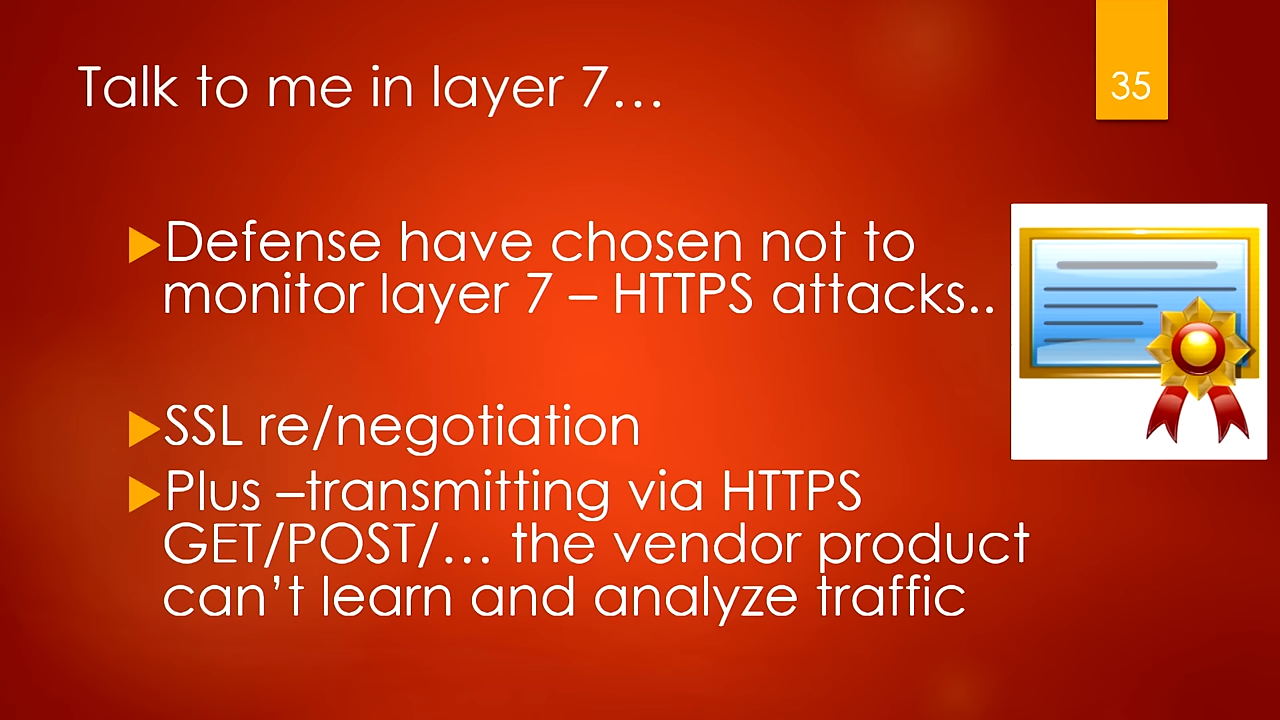 Talk to me in layer 7...
35
Defense have chosen not to
monitor layer 7 – HTTPS attacks..
SSL re/negotiation
Plus –transmitting via HTTPS
GET/POST/... the vendor product
can't learn and analyze traffic